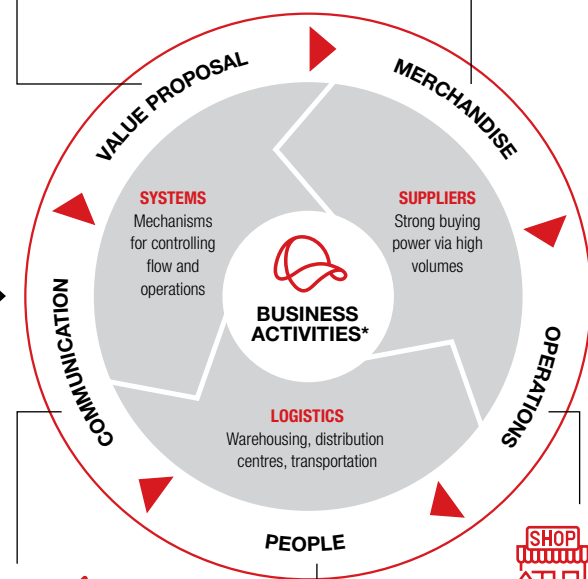 VALUE PROPOSAL
MERCHANDISE
SYSTEMS
Mechanisms
for controlling
flow and
operations
SUPPLIERS
Strong buying
power via high
volumes
BUSINESS
ACTIVITIES*
COMMUNICATION
OPERATIONS
LOGISTICS
Warehousing, distribution
centres, transportation
PEOPLE
SHOP